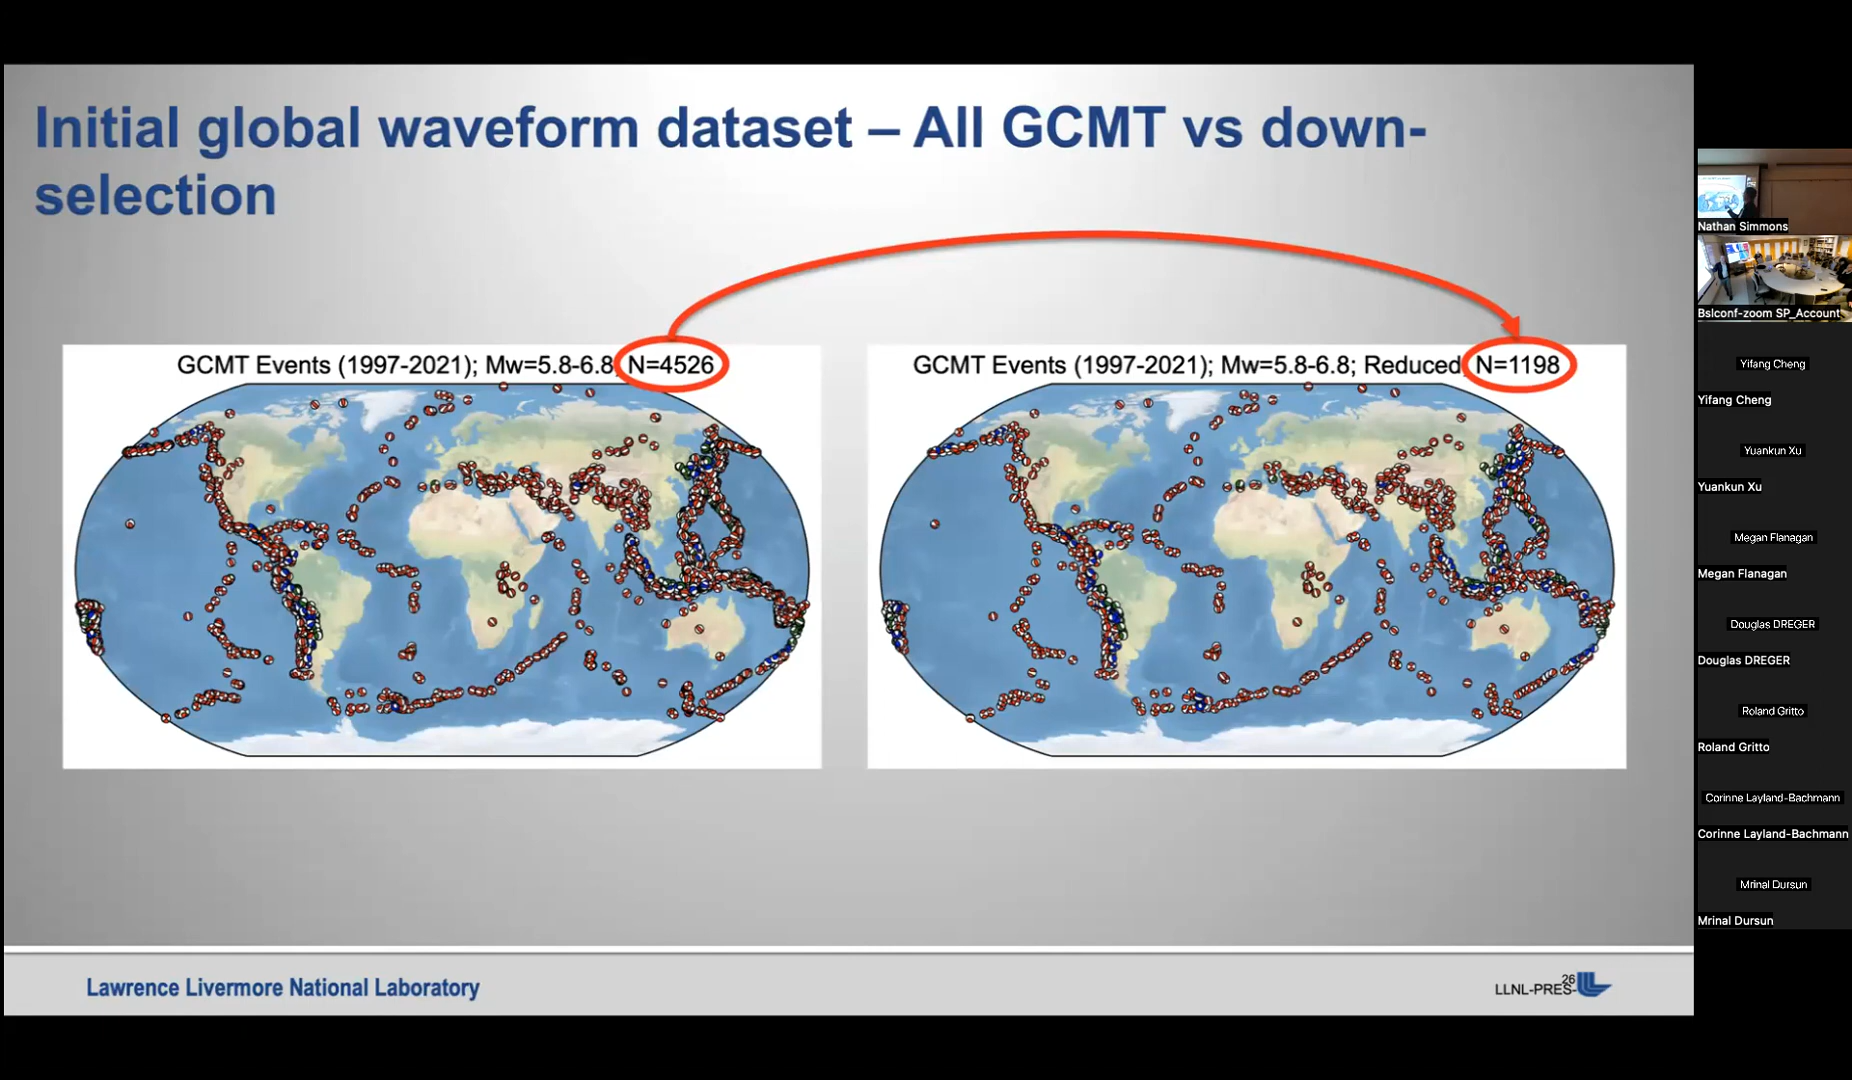 Initial global waveform dataset – All GCMT vs down-
selection
GCMT Events (1997-2021); Mw=5.8-6.8; N=4526
GCMT Events (1997-2021); Mw=5.8-6.8; Reduced N=1198
Lawrence Livermore National Laboratory
26
LLNL-PRES-
Nathan Simmons
Bslconf-zoom SP_Account
Yifang Cheng
Yifang Cheng
Yuankun Xu
Yuankun Xu
Megan Flanagan
Megan Flanagan
Douglas DREGER
Douglas DREGER
Roland Gritto
Roland Gritto
Corinne Layland-Bachmann
Corinne Layland-Bachmann
Mrinal Dursun
Mrinal Dursun